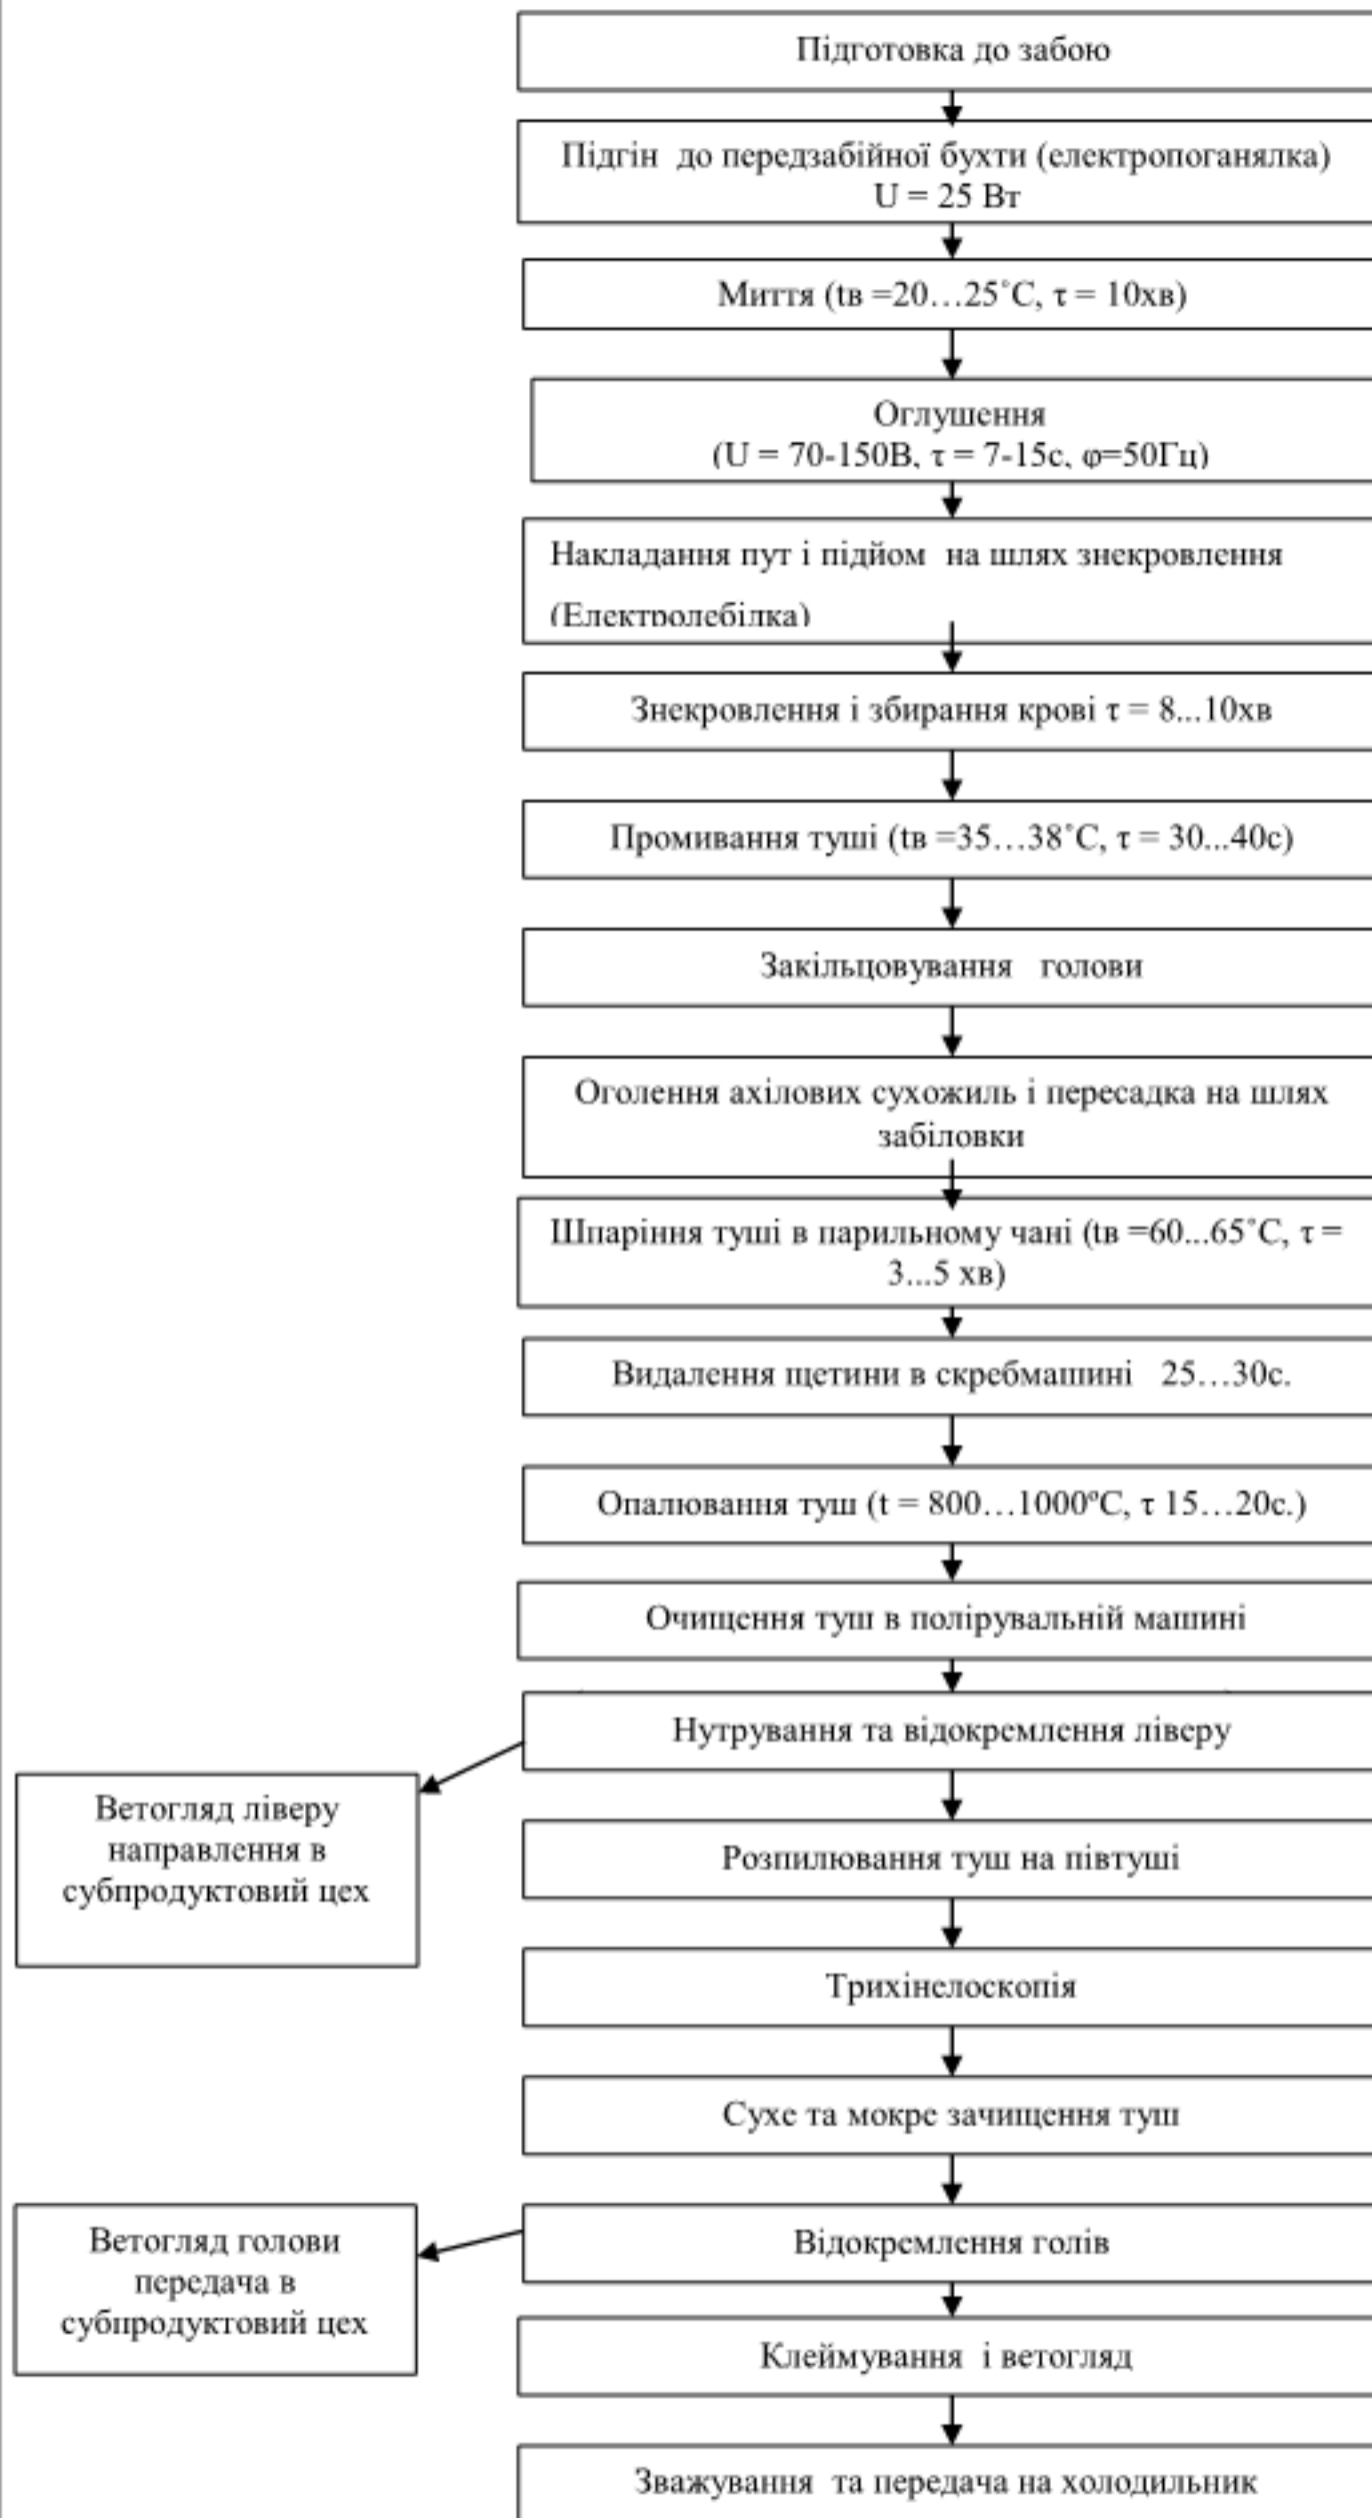 Підготовка до забою
Підгін до передзабійної бухти (електропоганялка)
U = 25 Вт
Миття (tв =20…25˚С, τ = 10хв)
Оглушення
(U = 70-150В, τ = 7-15с, φ=50Гц)
Накладання пут і підйом на шлях знекровлення
(Електролебілка)
Знекровлення і збирання крові τ = 8...10хв
Промивання туші (tв =35…38˚С, τ = 30...40с)
Закільцовування голови
Оголення ахілових сухожиль і пересадка на шлях
забіловки
Шпаріння туші в парильному чані (tв =60...65˚С, τ =
3...5 хв)
Видалення щетини в скребмашині 25…30с.
Опалювання туш (t = 800…1000ºС, τ 15…20с.)
Очищення туш в полірувальній машині
Нутрування та відокремлення ліверу
Ветогляд ліверу
направлення в
субпродуктовий цех
Розпилювання туш на півтуші
Трихінелоскопія
Сухе та мокре зачищення туш
Відокремлення голів
Ветогляд голови
передача в
субпродуктовий цех
Клеймування і ветогляд
Зважування та передача на холодильник